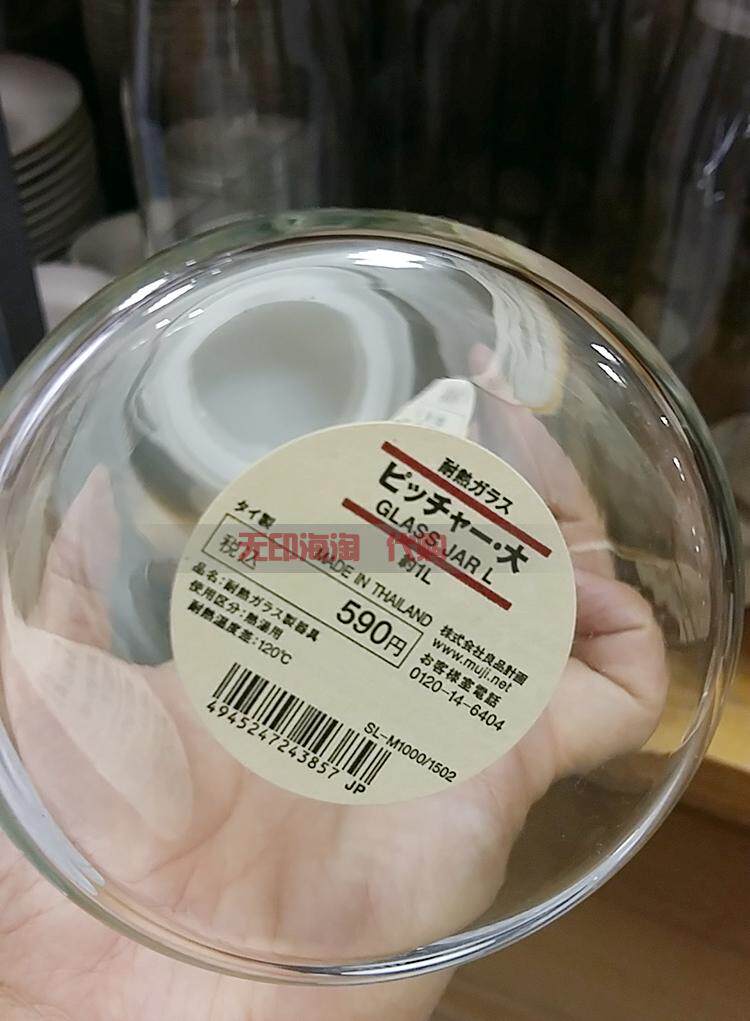 耐熱ガラス
ピッチャー・大
GLASS JAR L
約1L
タイ製
MADE IN THAILAND
税込
590円
品名:耐熱ガラス製器具
使用区分:熱湯用
耐熱温度差:120℃
株式会社良品計画
www.muji.net
お客様室電話
0120-14-6404
SL-M1000/1502
4945247243857 JP
无印海淘 代购